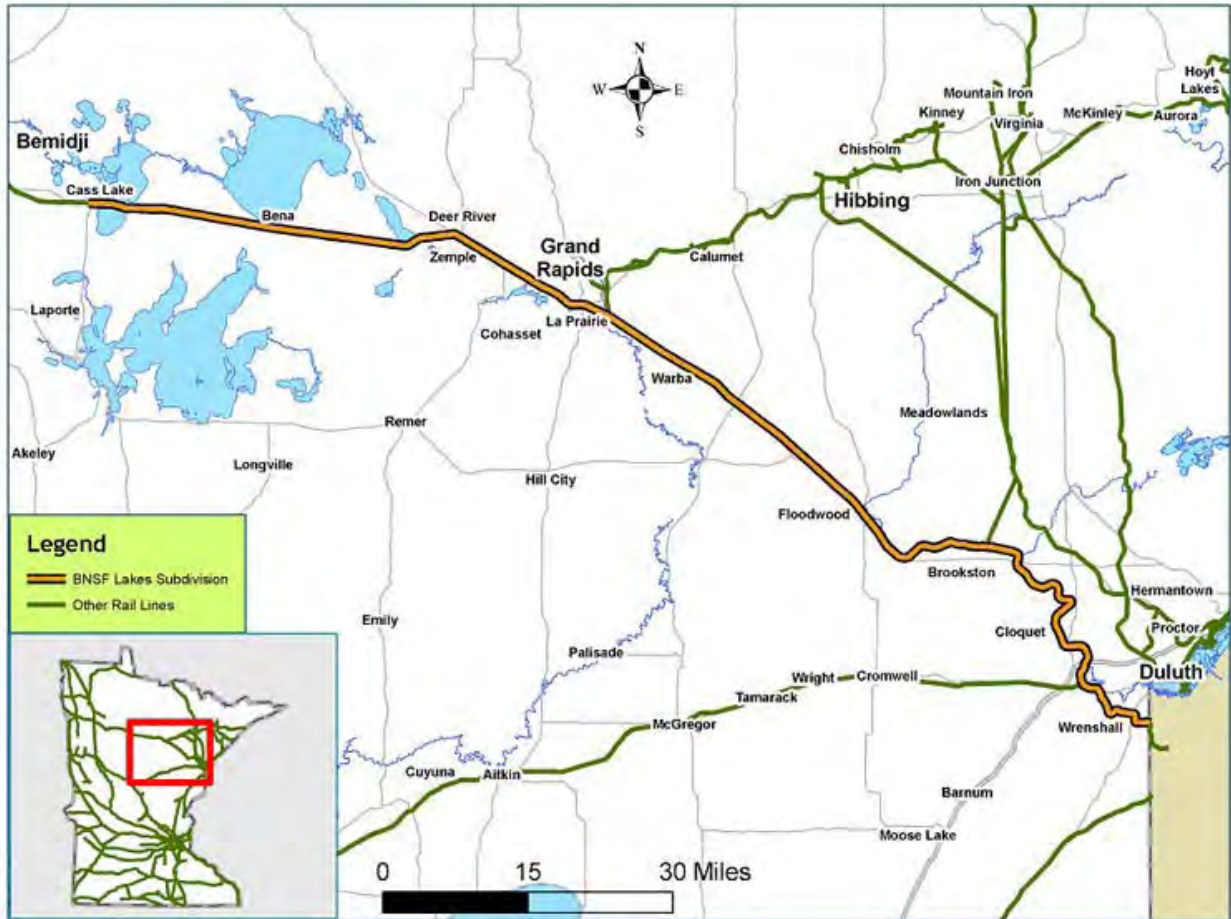 N
W
E
S
Hoyt
Lakes
Mountain Iron
Kinney
McKinley
Aurora
Virginia
Bemidji
Chisholm
Cass Lake
Iron Junction
Hibbing
Bena
Deer River
Grand
Rapids
Zemple
Calumet
Laporte
La Prairie
Cohasset
Warba
Meadowlands
Remer
Akeley
Longville
Hill City
Floodwood
Legend
BNSF Lakes Subdivision
Other Rail Lines
Brookston
Hermantown
Emily
Cloquet
Proctor
Palisade
Duluth
Wright
Cromwell
Tamarack
McGregor
Wrenshall
Cuyuna
Aitkin
Barnum
Moose Lake
0
15
30 Miles